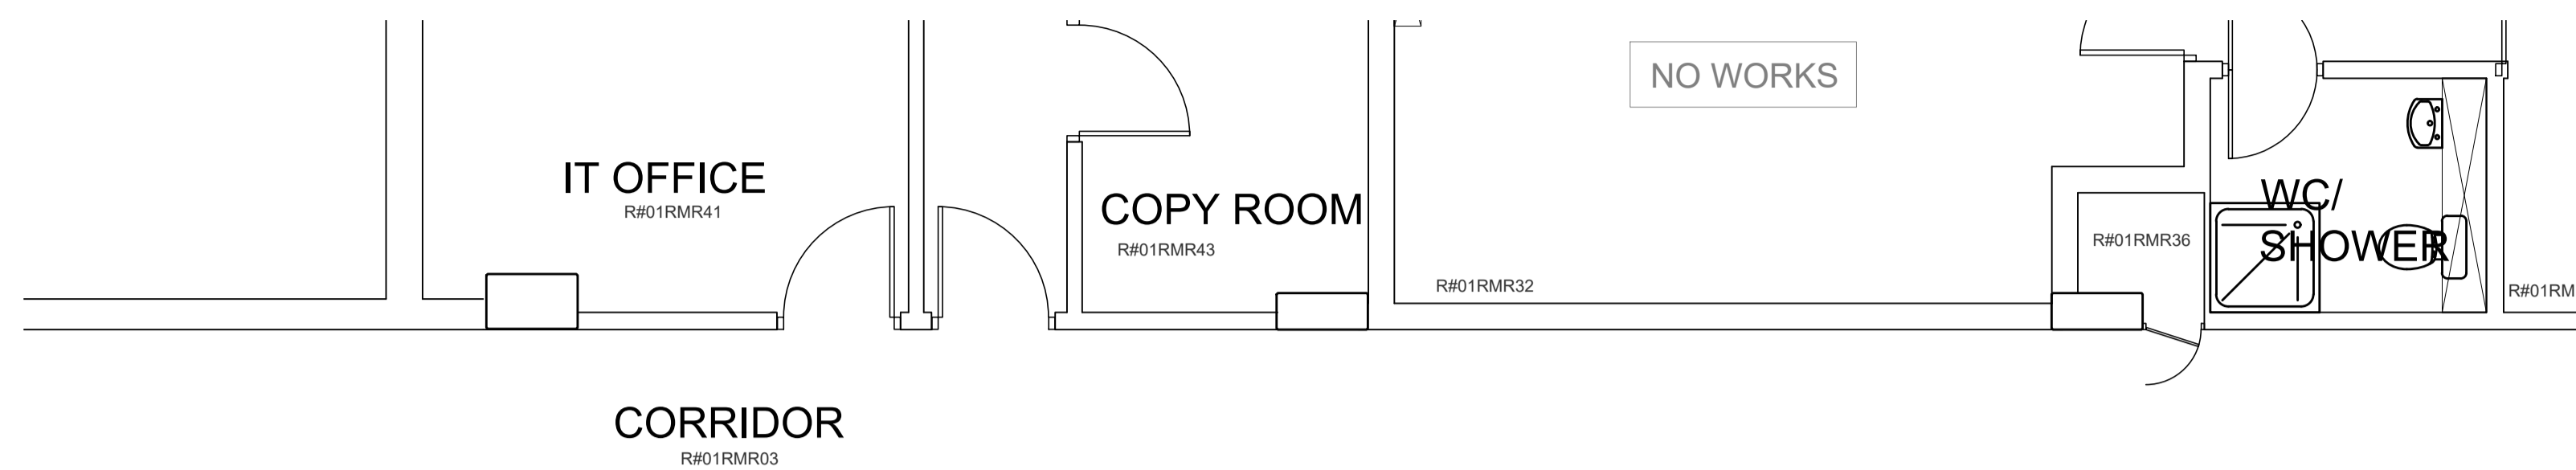 NO WORKS
IT OFFICE
R#01RMR41
COPY ROOM
R#01RMR43
R#01RMR32
R#01RMR36
WC/
SHOWER
R#01RM
CORRIDOR
R#01RMR03